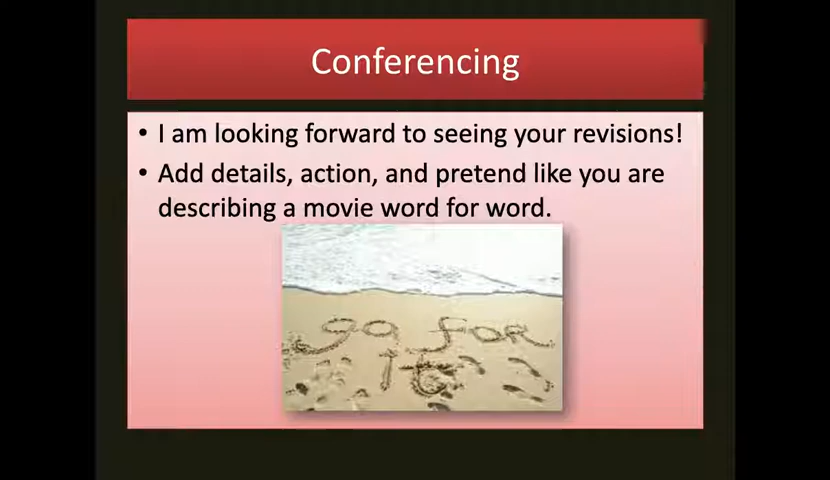 Conferencing
• I am looking forward to seeing your revisions!
• Add details, action, and pretend like you are
describing a movie word for word.
go for
it